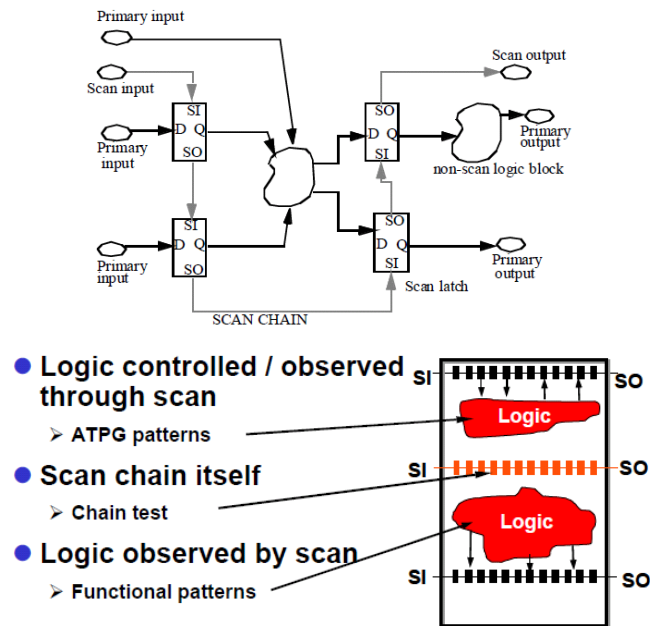 Primary input
Scan input
Scan output
SI
D Q
SO
Primary
input
SO
D Q
SI
Primary
output
non-scan logic block
SI
D Q
SO
Primary
input
SO
D Q
SI
Scan latch
Primary
output
SCAN CHAIN
Logic controlled / observed
through scan
ATPG patterns
Scan chain itself
Chain test
Logic observed by scan
Functional patterns
SI
SO
Logic
SI
SO
Logic
SI
SO